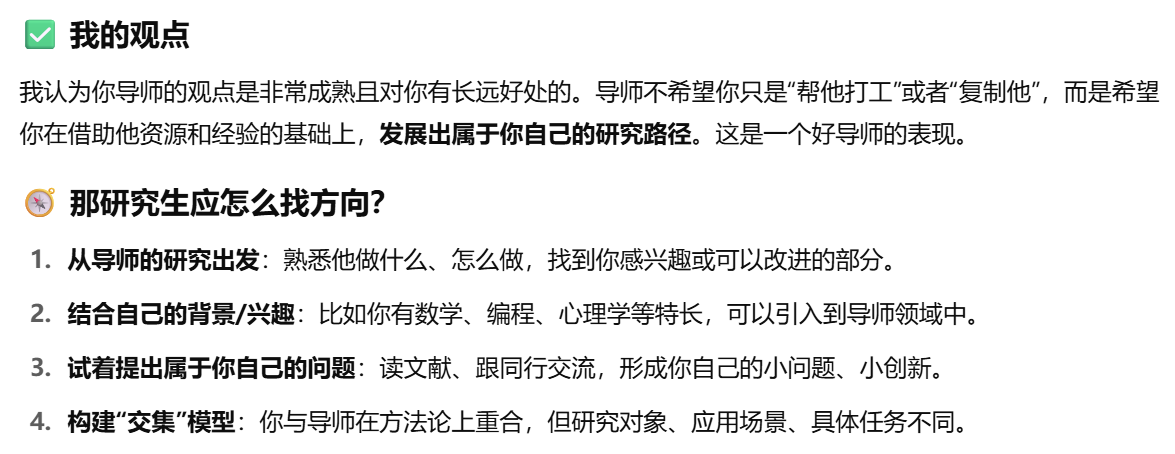 ✅ 我的观点
我认为你导师的观点是非常成熟且对你有长远好处的。导师不希望你只是“帮他打工”或者“复制他”，而是希望
你在借助他资源和经验的基础上，发展出属于你自己的研究路径。这是一个好导师的表现。
🧭 那研究生应怎么找方向？
1. 从导师的研究出发：熟悉他做什么、怎么做，找到你感兴趣或可以改进的部分。
2. 结合自己的背景/兴趣：比如你有数学、编程、心理学等特长，可以引入到导师领域中。
3. 试着提出属于你自己的问题：读文献、跟同行交流，形成你自己的小问题、小创新。
4. 构建“交集”模型：你与导师在方法论上重合，但研究对象、应用场景、具体任务不同。